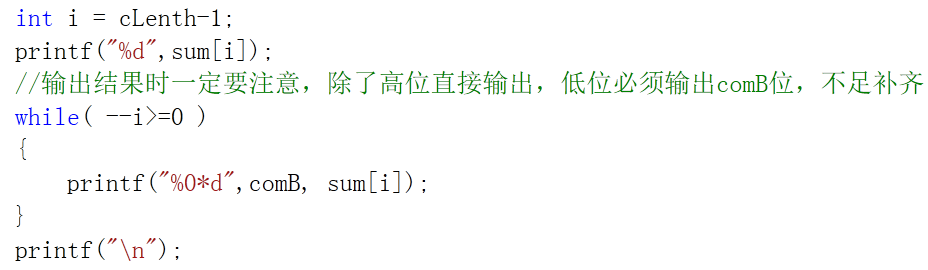 int i = cLenth-1;
printf("%d",sum[i]);
//输出结果时一定要注意，除了高位直接输出，低位必须输出comB位，不足补齐
while( --i>=0 )
{
    printf("%0*d",comB, sum[i]);
}
printf("\n");